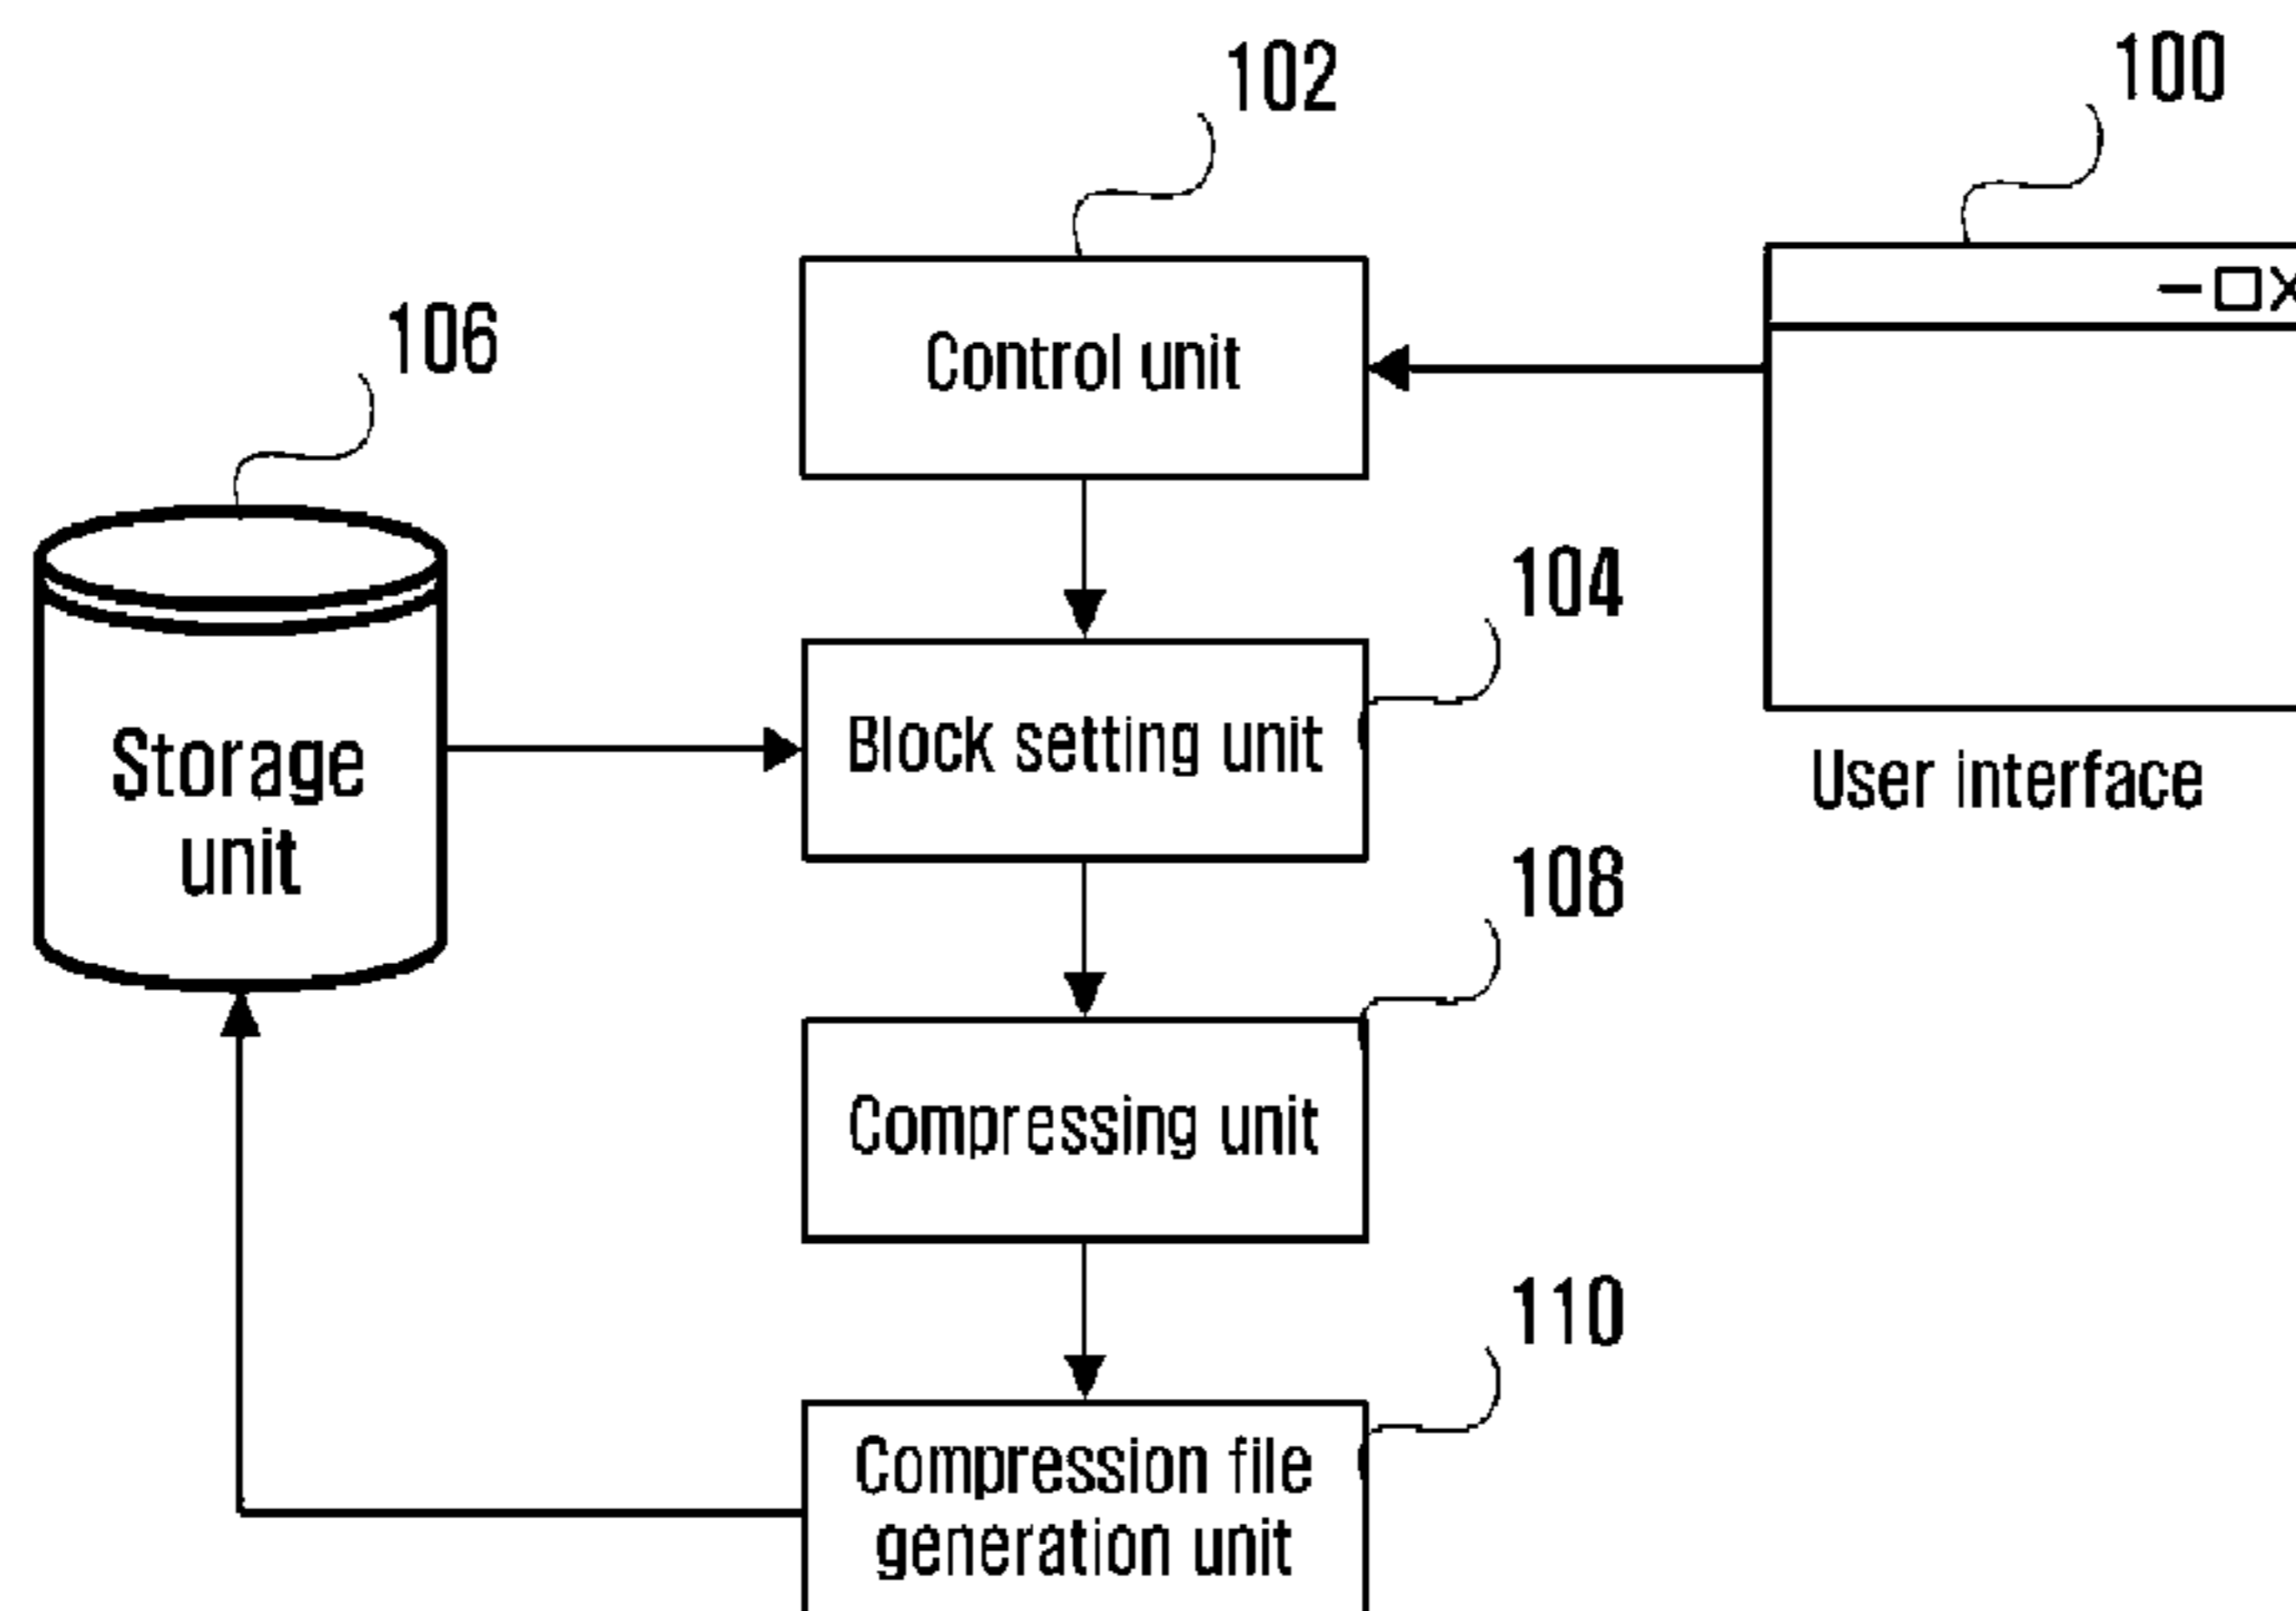 102
100
106
Control unit
104
Block setting unit
Storage
unit
User interface
108
Compressing unit
110
Compression file
generation unit